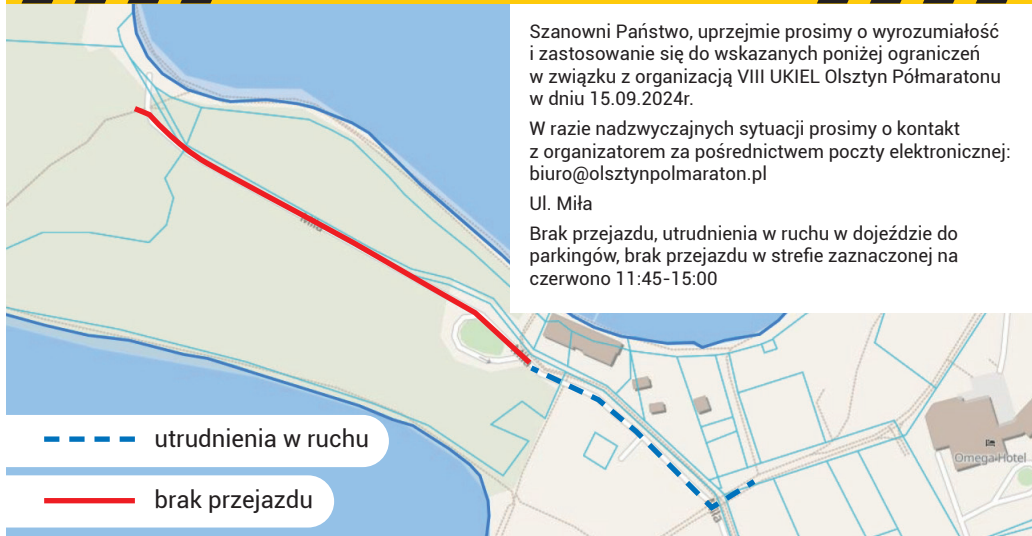 Szanowni Państwo, uprzejmie prosimy o wyrozumiałość
i zastosowanie się do wskazanych poniżej ograniczeń
w związku z organizacją VIII UKIEL Olsztyn Półmaratonu
w dniu 15.09.2024r.
W razie nadzwyczajnych sytuacji prosimy o kontakt
z organizatorem za pośrednictwem poczty elektronicznej:
biuro@olsztynpolmaraton.pl
Ul. Miła
Brak przejazdu, utrudnienia w ruchu w dojeździe do
parkingów, brak przejazdu w strefie zaznaczonej na
czerwono 11:45-15:00
Miła
Miła
Omega Hotel
Miła
utrudnienia w ruchu
brak przejazdu